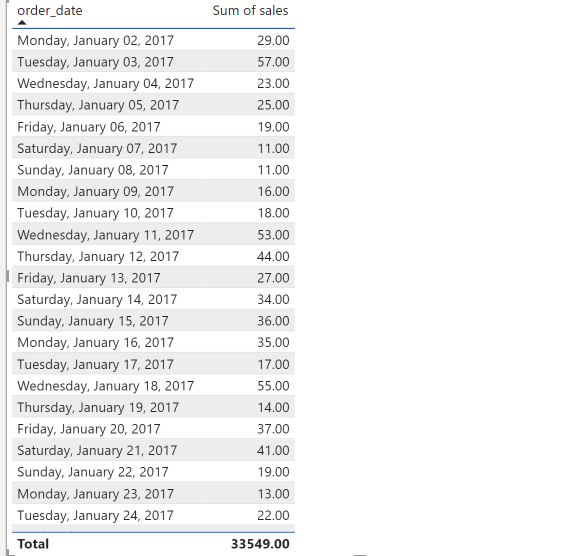 order_date Sum of sales
Monday, January 02, 2017 29.00
Tuesday, January 03, 2017 57.00
Wednesday, January 04, 2017 23.00
Thursday, January 05, 2017 25.00
Friday, January 06, 2017 19.00
Saturday, January 07, 2017 11.00
Sunday, January 08, 2017 11.00
Monday, January 09, 2017 16.00
Tuesday, January 10, 2017 18.00
Wednesday, January 11, 2017 53.00
Thursday, January 12, 2017 44.00
Friday, January 13, 2017 27.00
Saturday, January 14, 2017 34.00
Sunday, January 15, 2017 36.00
Monday, January 16, 2017 35.00
Tuesday, January 17, 2017 17.00
Wednesday, January 18, 2017 55.00
Thursday, January 19, 2017 14.00
Friday, January 20, 2017 37.00
Saturday, January 21, 2017 41.00
Sunday, January 22, 2017 19.00
Monday, January 23, 2017 13.00
Tuesday, January 24, 2017 22.00
Total 33549.00